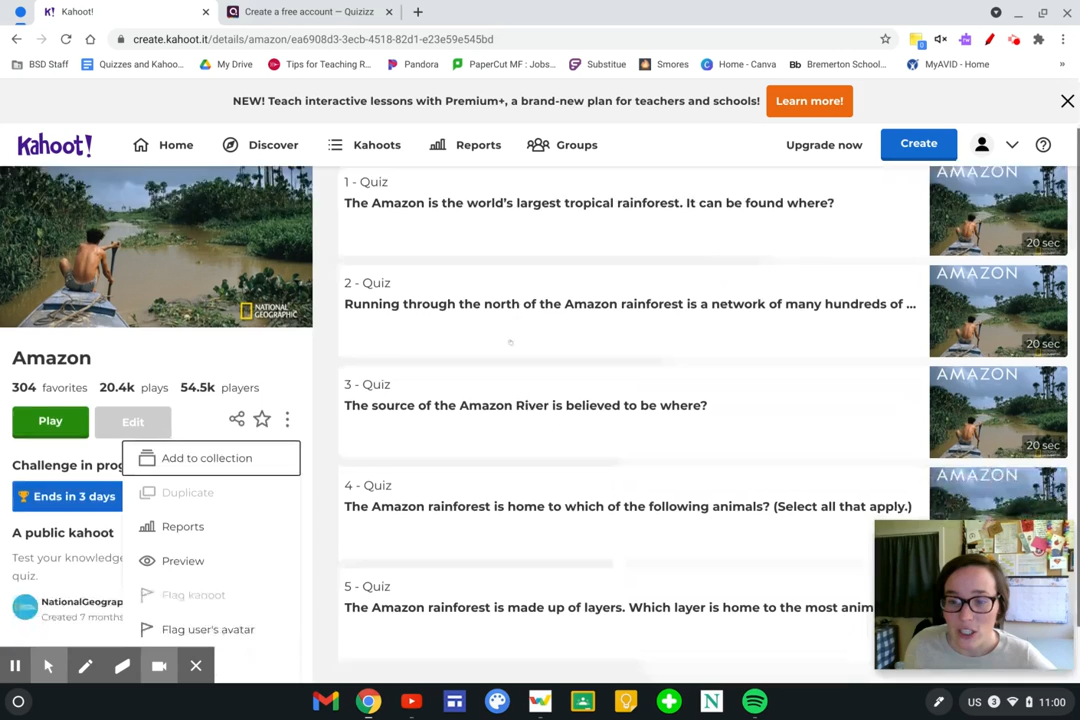 K! Kahoot! × Q Create a free account — Quizizz × +
create.kahoot.it/details/amazon/ea6908d3-3ecb-4518-82d1-e23e59e545bd
BSD Staff Quizzes and Kahoo... My Drive Tips for Teaching R... Pandora PaperCut MF : Jobs... Substitue Smores Home - Canva Bb Bremerton School... MyAVID - Home »
NEW! Teach interactive lessons with Premium+, a brand-new plan for teachers and schools! Learn more!
Kahoot! Home Discover Kahoots Reports Groups Upgrade now Create
NATIONAL GEOGRAPHIC
Amazon
304 favorites 20.4k plays 54.5k players
Play Edit
Challenge in prog
Ends in 3 days
A public kahoot
Test your knowledge
quiz.
NationalGeograp
Created 7 months
Add to collection
Duplicate
Reports
Preview
Flag kahoot
Flag user's avatar
1 - Quiz
The Amazon is the world's largest tropical rainforest. It can be found where?
AMAZON
20 sec
2 - Quiz
Running through the north of the Amazon rainforest is a network of many hundreds of ...
AMAZON
20 sec
3 - Quiz
The source of the Amazon River is believed to be where?
AMAZON
20 sec
4 - Quiz
The Amazon rainforest is home to which of the following animals? (Select all that apply.)
AMAZON
5 - Quiz
The Amazon rainforest is made up of layers. Which layer is home to the most anim
US 3 11:00